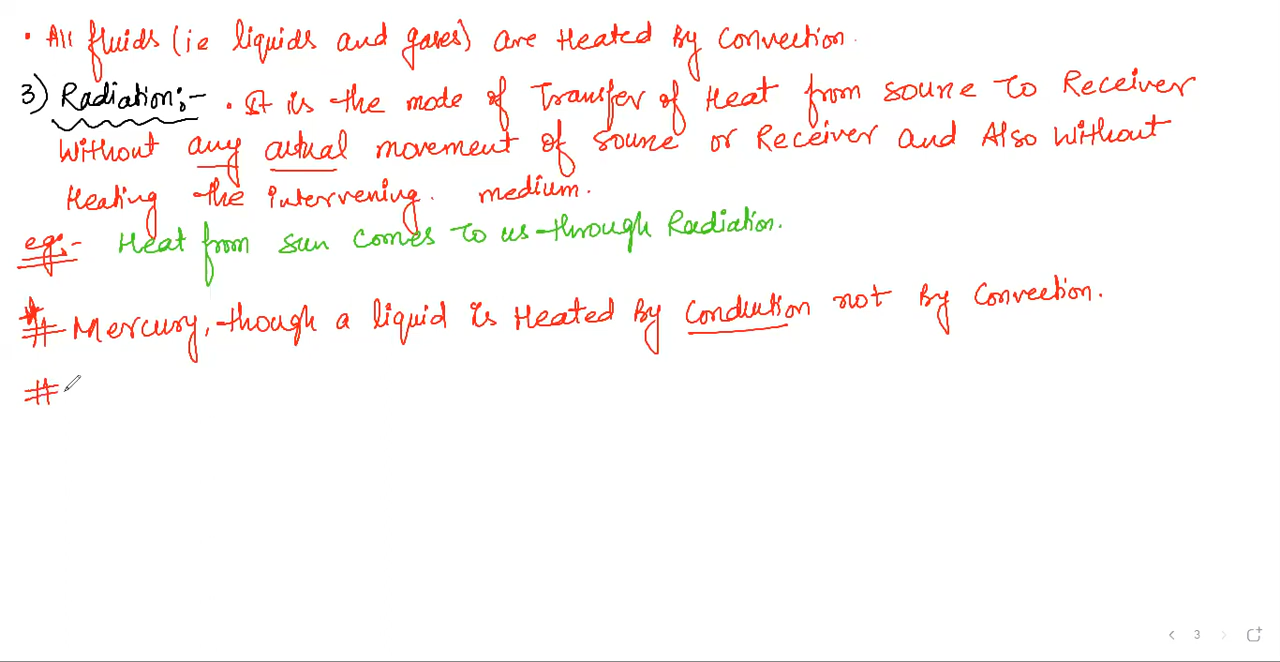 • All fluids (ie liquids and gases) are Heated By Convection.
3) Radiation:- • It is the mode of Transfer of Heat from source to Receiver
Without any actual movement of source or Receiver and Also Without
Heating the intervening. medium.
eg:- Heat from sun comes to us through Radiation.
# Mercury, though a liquid is Heated By Conduction not By Convection.
#
3